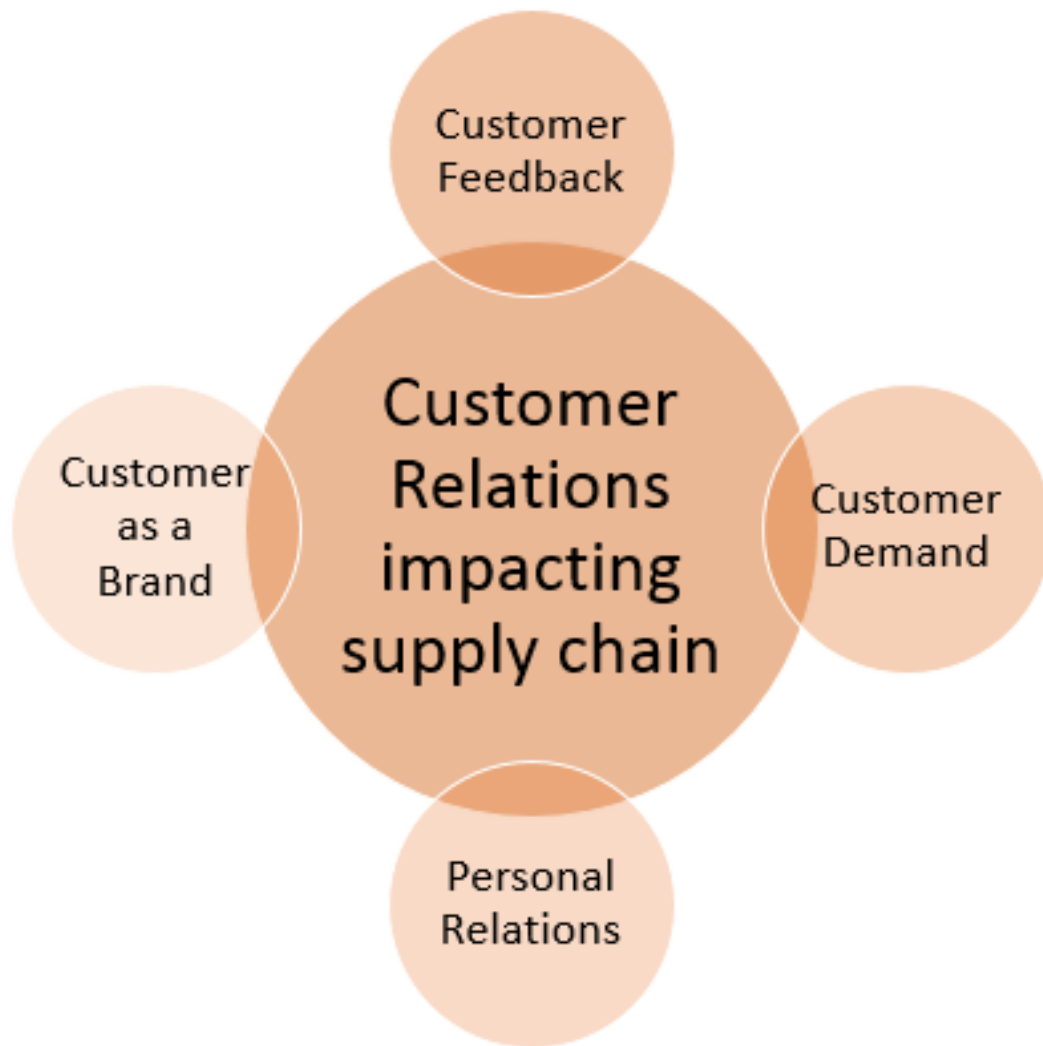 Customer
Feedback
Customer
as a
Brand
Customer
Relations
impacting
supply chain
Customer
Demand
Personal
Relations